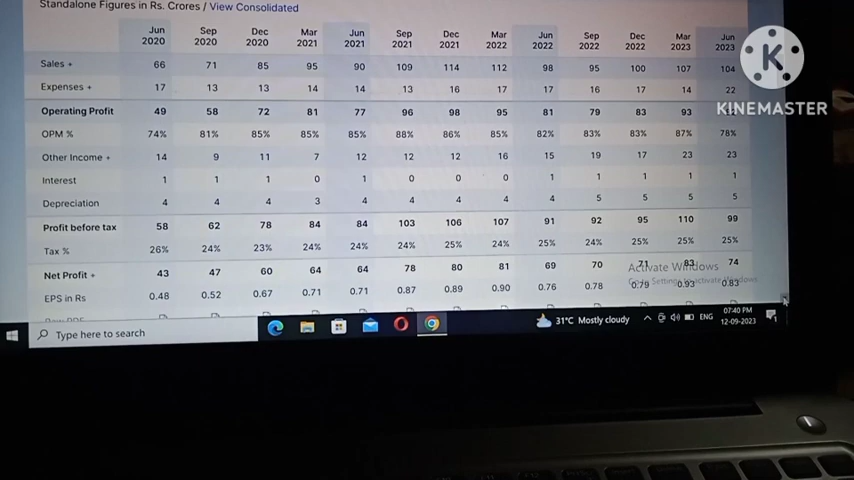 Standalone Figures in Rs. Crores / View Consolidated
Jun 2020 Sep 2020 Dec 2020 Mar 2021 Jun 2021 Sep 2021 Dec 2021 Mar 2022 Jun 2022 Sep 2022 Dec 2022 Mar 2023 Jun 2023
Sales + 66 71 85 95 90 109 114 112 98 95 100 107 104
Expenses + 17 13 13 14 14 13 16 17 17 16 17 14 22
Operating Profit 49 58 72 81 77 96 98 95 81 79 83 93
OPM % 74% 81% 85% 85% 85% 88% 86% 85% 82% 83% 83% 87% 78%
Other Income + 14 9 11 7 12 12 12 16 15 19 17 23 23
Interest 1 1 1 0 1 0 0 0 1 1 1 1 1
Depreciation 4 4 4 3 4 4 4 4 4 5 5 5 5
Profit before tax 58 62 78 84 84 103 106 107 91 92 95 110 99
Tax % 26% 24% 23% 24% 24% 24% 25% 24% 25% 24% 25% 25% 25%
Net Profit + 43 47 60 64 64 78 80 81 69 70 71 83 74
EPS in Rs 0.48 0.52 0.67 0.71 0.71 0.87 0.89 0.90 0.76 0.78 0.79 0.93 0.83
Activate Windows
Type here to search
31°C Mostly cloudy
ENG
07:40 PM
12-09-2023
K
KINEMASTER